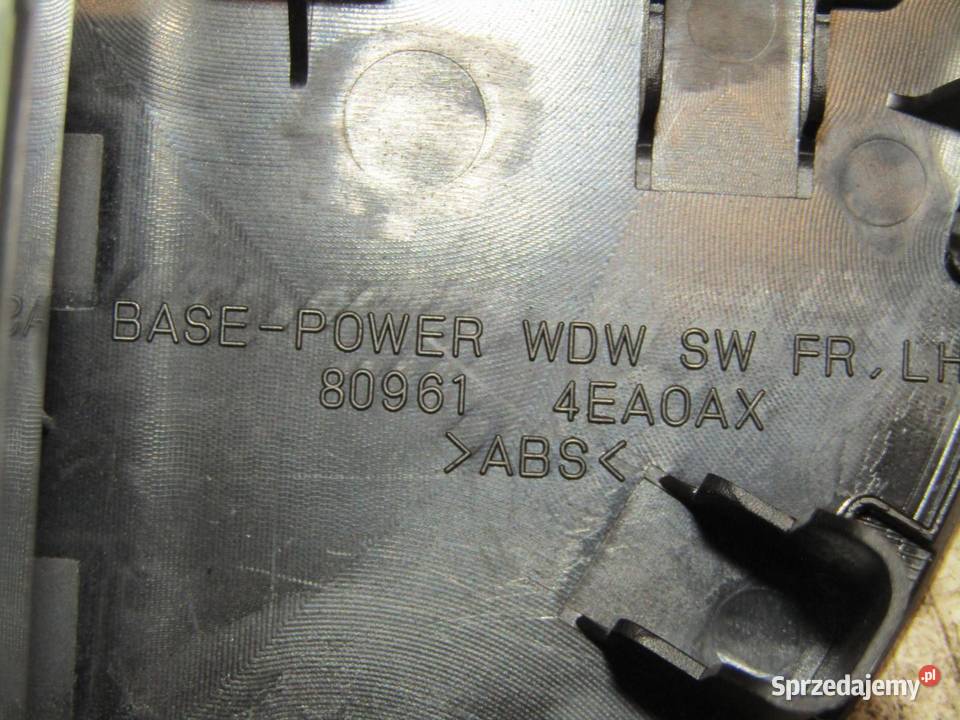 BASE-POWER WDW SW FR, LH
80961 4EA0AX
>ABS<
Sprzedajemy.pl